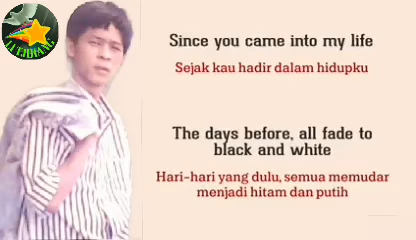 Since you came into my life
Sejak kau hadir dalam hidupku
The days before, all fade to
black and white
Hari-hari yang dulu, semua memudar
menjadi hitam dan putih